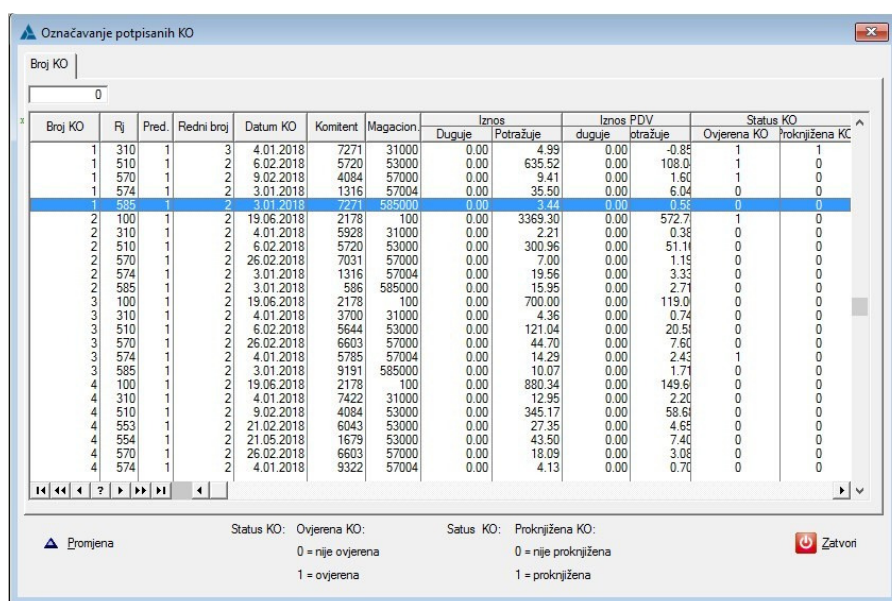 Označavanje potpisanih KO
Broj KO
0
Iznos Iznos PDV Status KO
Broj KO Rj Pred. Redni broj Datum KO Komitent Magacion. Duguje Potražuje duguje otražuje Ovjerena KO Proknjižena KO
1 310 1 3 4.01.2018 7271 31000 0.00 4.99 0.00 -0.85 1 1
1 510 1 2 6.02.2018 5720 53000 0.00 635.52 0.00 108.04 1 0
1 570 1 2 9.02.2018 4084 57000 0.00 9.41 0.00 1.60 1 0
1 574 1 2 3.01.2018 1316 57004 0.00 35.50 0.00 6.04 0 0
1 585 1 2 3.01.2018 7271 585000 0.00 3.44 0.00 0.58 0 0
2 100 1 2 19.06.2018 2178 100 0.00 3369.30 0.00 572.7 1 0
2 310 1 2 4.01.2018 5928 31000 0.00 2.21 0.00 0.38 0 0
2 510 1 2 6.02.2018 5720 53000 0.00 300.96 0.00 51.16 0 0
2 570 1 2 26.02.2018 7031 57000 0.00 7.00 0.00 1.19 0 0
2 574 1 2 3.01.2018 1316 57004 0.00 19.56 0.00 3.33 0 0
2 585 1 2 3.01.2018 586 585000 0.00 15.95 0.00 2.71 0 0
3 100 1 2 19.06.2018 2178 100 0.00 700.00 0.00 119.0 0 0
3 310 1 2 4.01.2018 3700 31000 0.00 4.36 0.00 0.74 0 0
3 510 1 2 6.02.2018 5644 53000 0.00 121.04 0.00 20.58 0 0
3 570 1 2 26.02.2018 6603 57000 0.00 44.70 0.00 7.60 0 0
3 574 1 2 4.01.2018 5785 57004 0.00 14.29 0.00 2.43 1 0
3 585 1 2 3.01.2018 9191 585000 0.00 10.07 0.00 1.71 0 0
4 100 1 2 19.06.2018 2178 100 0.00 880.34 0.00 149.6 0 0
4 310 1 2 4.01.2018 7422 31000 0.00 12.95 0.00 2.20 0 0
4 510 1 2 9.02.2018 4084 53000 0.00 345.17 0.00 58.68 0 0
4 553 1 2 21.02.2018 6043 53000 0.00 27.35 0.00 4.65 0 0
4 554 1 2 21.05.2018 1679 53000 0.00 43.50 0.00 7.40 0 0
4 570 1 2 26.02.2018 6603 57000 0.00 18.09 0.00 3.08 0 0
4 574 1 2 4.01.2018 9322 57004 0.00 4.13 0.00 0.70 0 0
?
Promjena Status KO: Ovjerena KO: Satus KO: Proknjižena KO: Zatvori
0 = nije ovjerena 0 = nije proknjižena
1 = ovjerena 1 = proknjižena